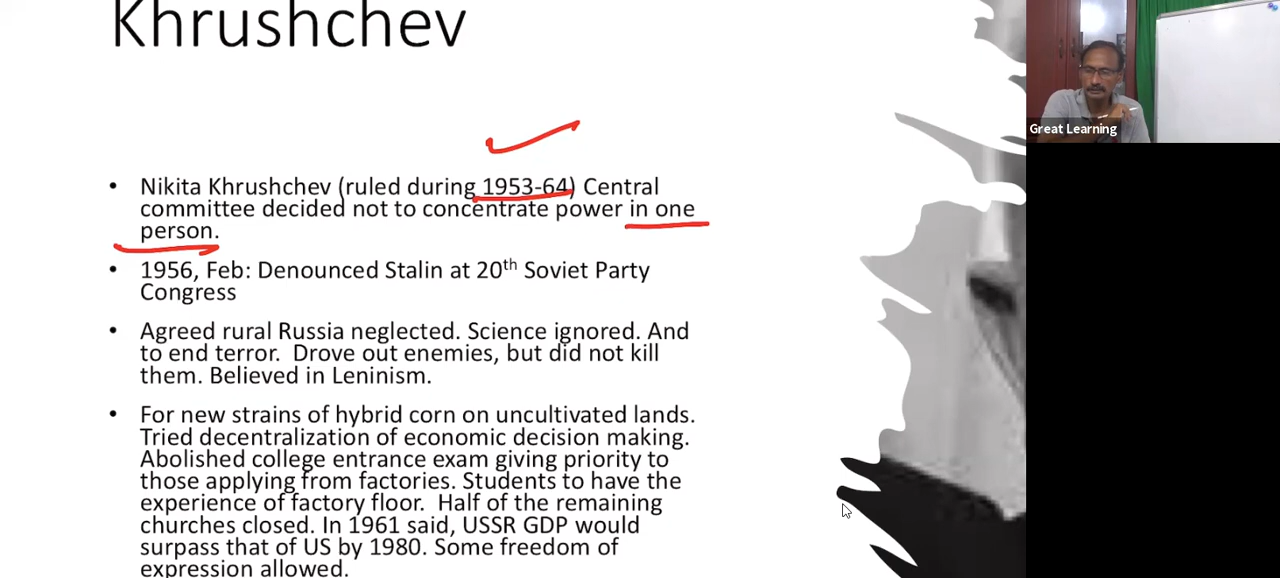 Khrushchev
Great Learning
• Nikita Khrushchev (ruled during 1953-64) Central
committee decided not to concentrate power in one
person.
• 1956, Feb: Denounced Stalin at 20th Soviet Party
Congress
• Agreed rural Russia neglected. Science ignored. And
to end terror.  Drove out enemies, but did not kill
them. Believed in Leninism.
• For new strains of hybrid corn on uncultivated lands.
Tried decentralization of economic decision making.
Abolished college entrance exam giving priority to
those applying from factories. Students to have the
experience of factory floor.  Half of the remaining
churches closed. In 1961 said, USSR GDP would
surpass that of US by 1980. Some freedom of
expression allowed.